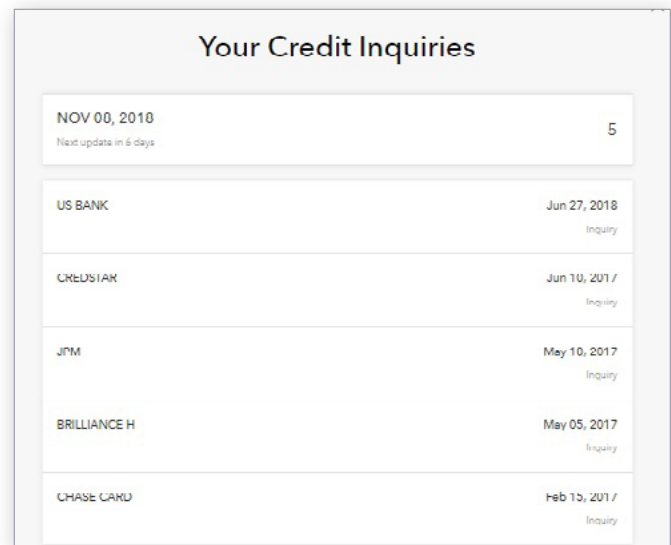 Your Credit Inquiries
NOV 08, 2018
5
Next update in 6 days
US BANK
Jun 27, 2018
Inquiry
CREDSTAR
Jun 10, 2017
Inquiry
JPM
May 10, 2017
Inquiry
BRILLIANCE H
May 05, 2017
Inquiry
CHASE CARD
Feb 15, 2017
Inquiry